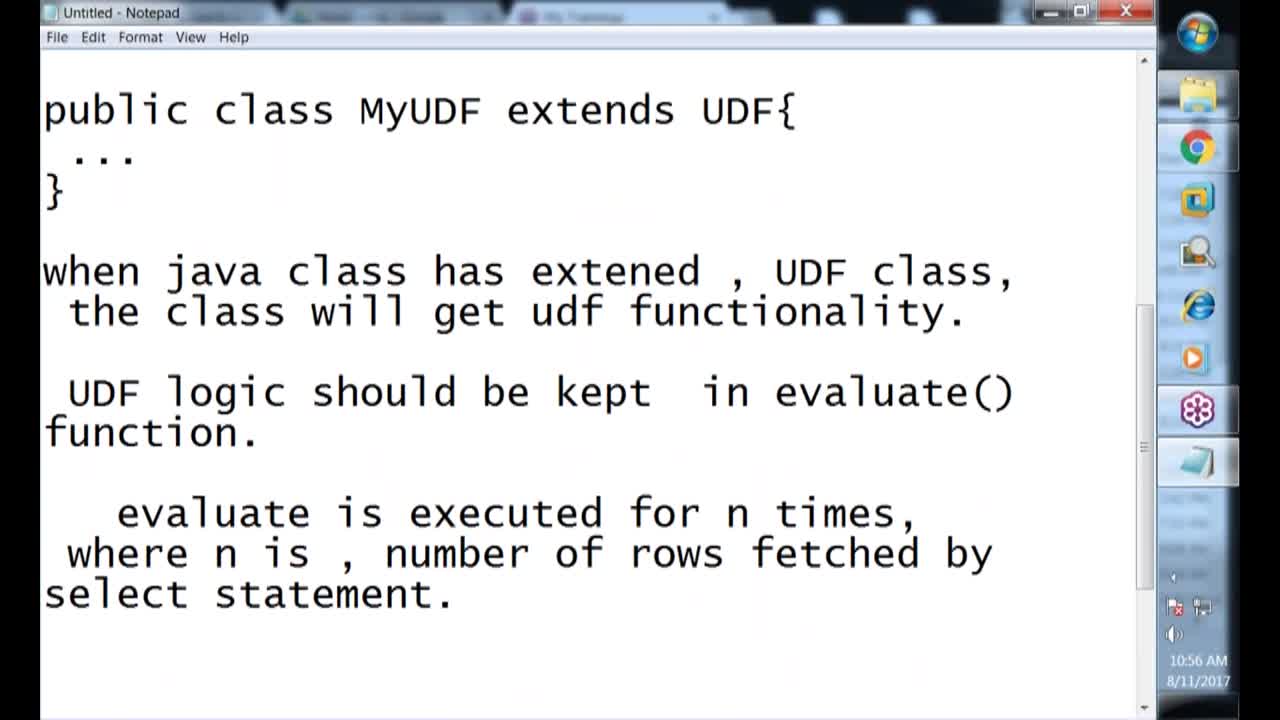 Untitled - Notepad
File Edit Format View Help
public class MyUDF extends UDF{
...
}
when java class has extened , UDF class,
the class will get udf functionality.
UDF logic should be kept in evaluate()
function.
evaluate is executed for n times,
where n is , number of rows fetched by
select statement.
10:56 AM
8/11/2017